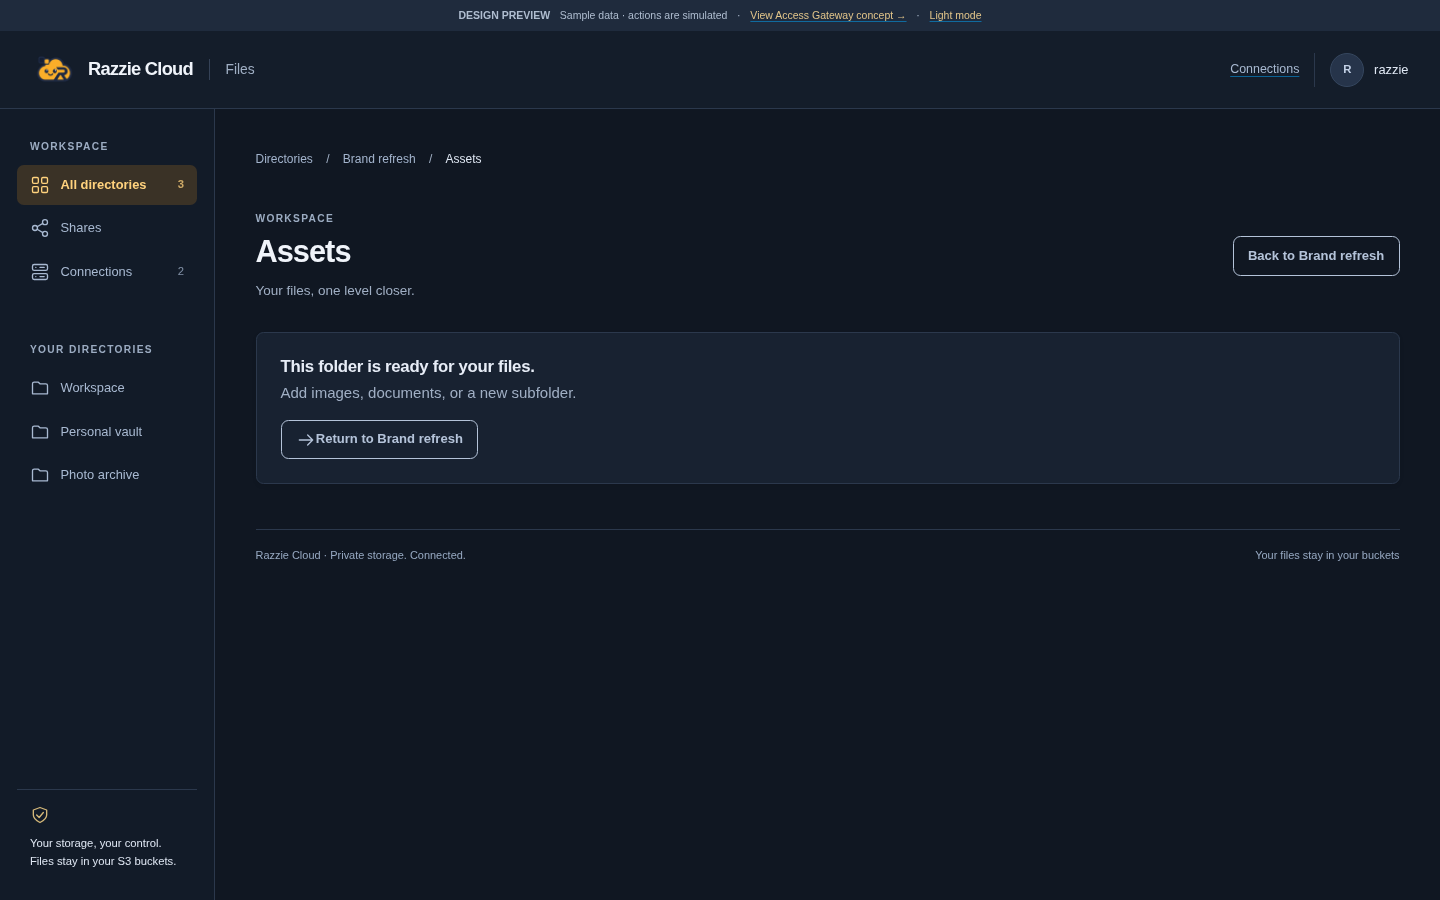 DESIGN PREVIEW Sample data · actions are simulated · View Access Gateway concept → · Light mode
Razzie Cloud Files
Connections R razzie
WORKSPACE
All directories 3
Shares
Connections 2
YOUR DIRECTORIES
Workspace
Personal vault
Photo archive
Your storage, your control.
Files stay in your S3 buckets.
Directories / Brand refresh / Assets
WORKSPACE
Assets
Your files, one level closer.
Back to Brand refresh
This folder is ready for your files.
Add images, documents, or a new subfolder.
Return to Brand refresh
Razzie Cloud · Private storage. Connected.
Your files stay in your buckets